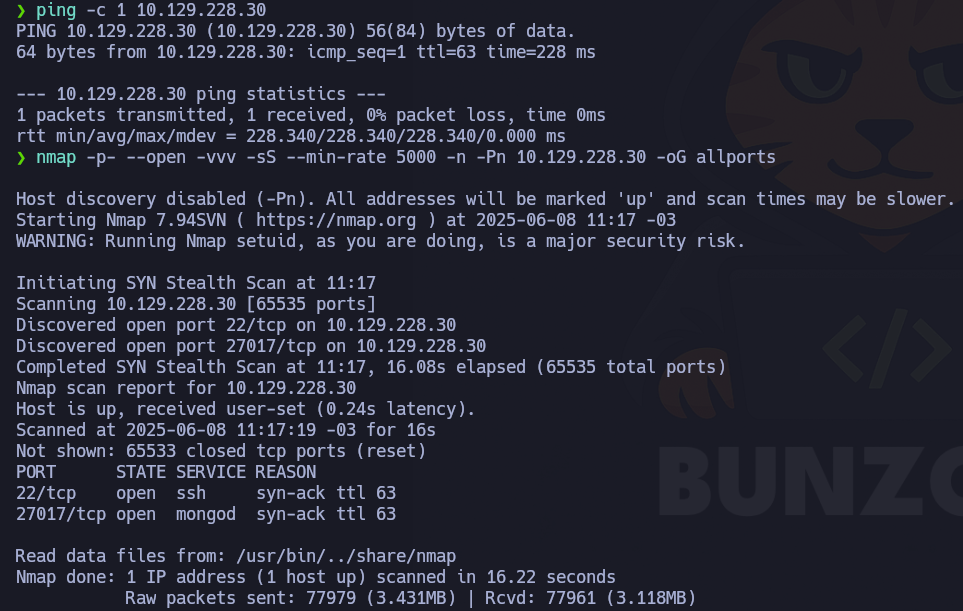 ❯ ping -c 1 10.129.228.30
PING 10.129.228.30 (10.129.228.30) 56(84) bytes of data.
64 bytes from 10.129.228.30: icmp_seq=1 ttl=63 time=228 ms
--- 10.129.228.30 ping statistics ---
1 packets transmitted, 1 received, 0% packet loss, time 0ms
rtt min/avg/max/mdev = 228.340/228.340/228.340/0.000 ms
❯ nmap -p- --open -vvv -sS --min-rate 5000 -n -Pn 10.129.228.30 -oG allports
Host discovery disabled (-Pn). All addresses will be marked 'up' and scan times may be slower.
Starting Nmap 7.94SVN ( https://nmap.org ) at 2025-06-08 11:17 -03
WARNING: Running Nmap setuid, as you are doing, is a major security risk.
Initiating SYN Stealth Scan at 11:17
Scanning 10.129.228.30 [65535 ports]
Discovered open port 22/tcp on 10.129.228.30
Discovered open port 27017/tcp on 10.129.228.30
Completed SYN Stealth Scan at 11:17, 16.08s elapsed (65535 total ports)
Nmap scan report for 10.129.228.30
Host is up, received user-set (0.24s latency).
Scanned at 2025-06-08 11:17:19 -03 for 16s
Not shown: 65533 closed tcp ports (reset)
PORT      STATE SERVICE REASON
22/tcp    open  ssh     syn-ack ttl 63
27017/tcp open  mongod  syn-ack ttl 63
Read data files from: /usr/bin/../share/nmap
Nmap done: 1 IP address (1 host up) scanned in 16.22 seconds
Raw packets sent: 77979 (3.431MB) | Rcvd: 77961 (3.118MB)